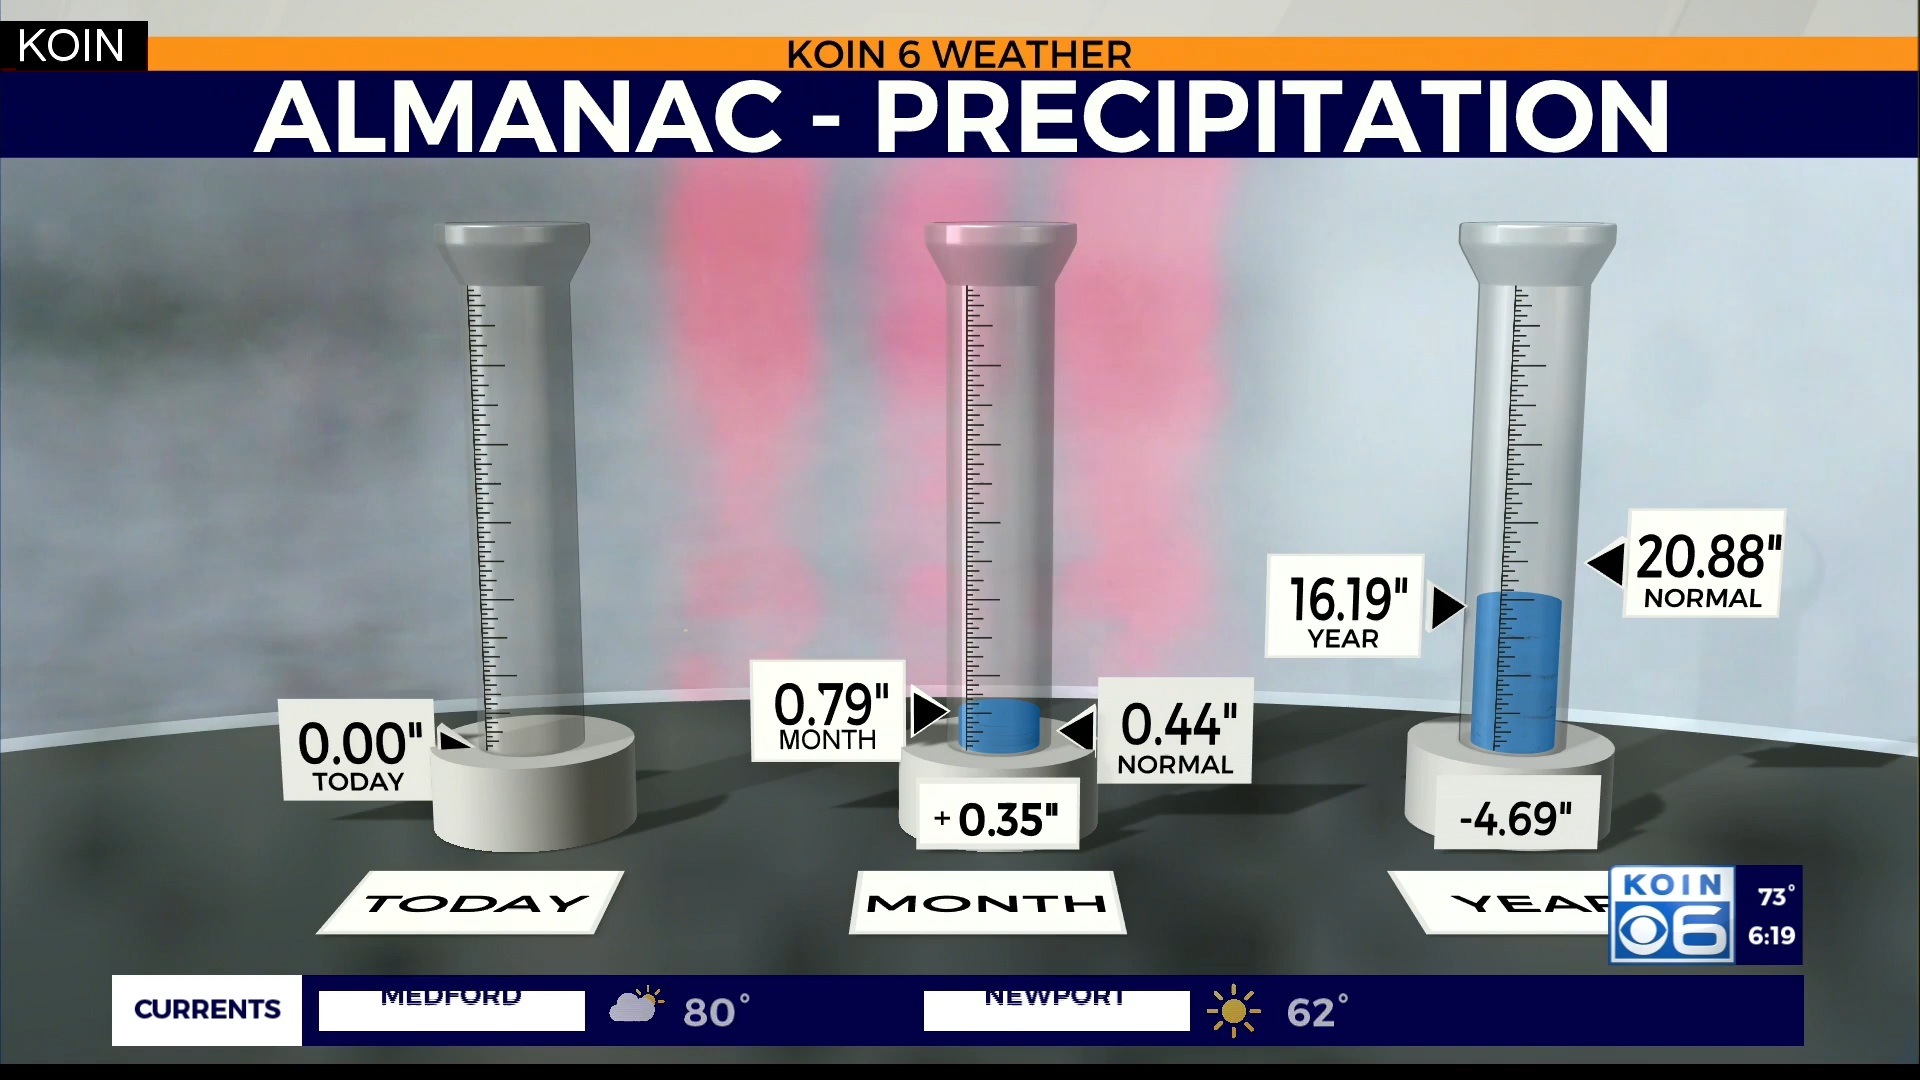 KOIN
KOIN 6 WEATHER
ALMANAC - PRECIPITATION
0.00"
TODAY
0.79"
MONTH
0.44"
NORMAL
+0.35"
16.19"
YEAR
20.88"
NORMAL
-4.69"
TODAY
MONTH
YEAR
KOIN
6
73°
6:19
CURRENTS
MEDFORD
80°
NEWPORT
62°